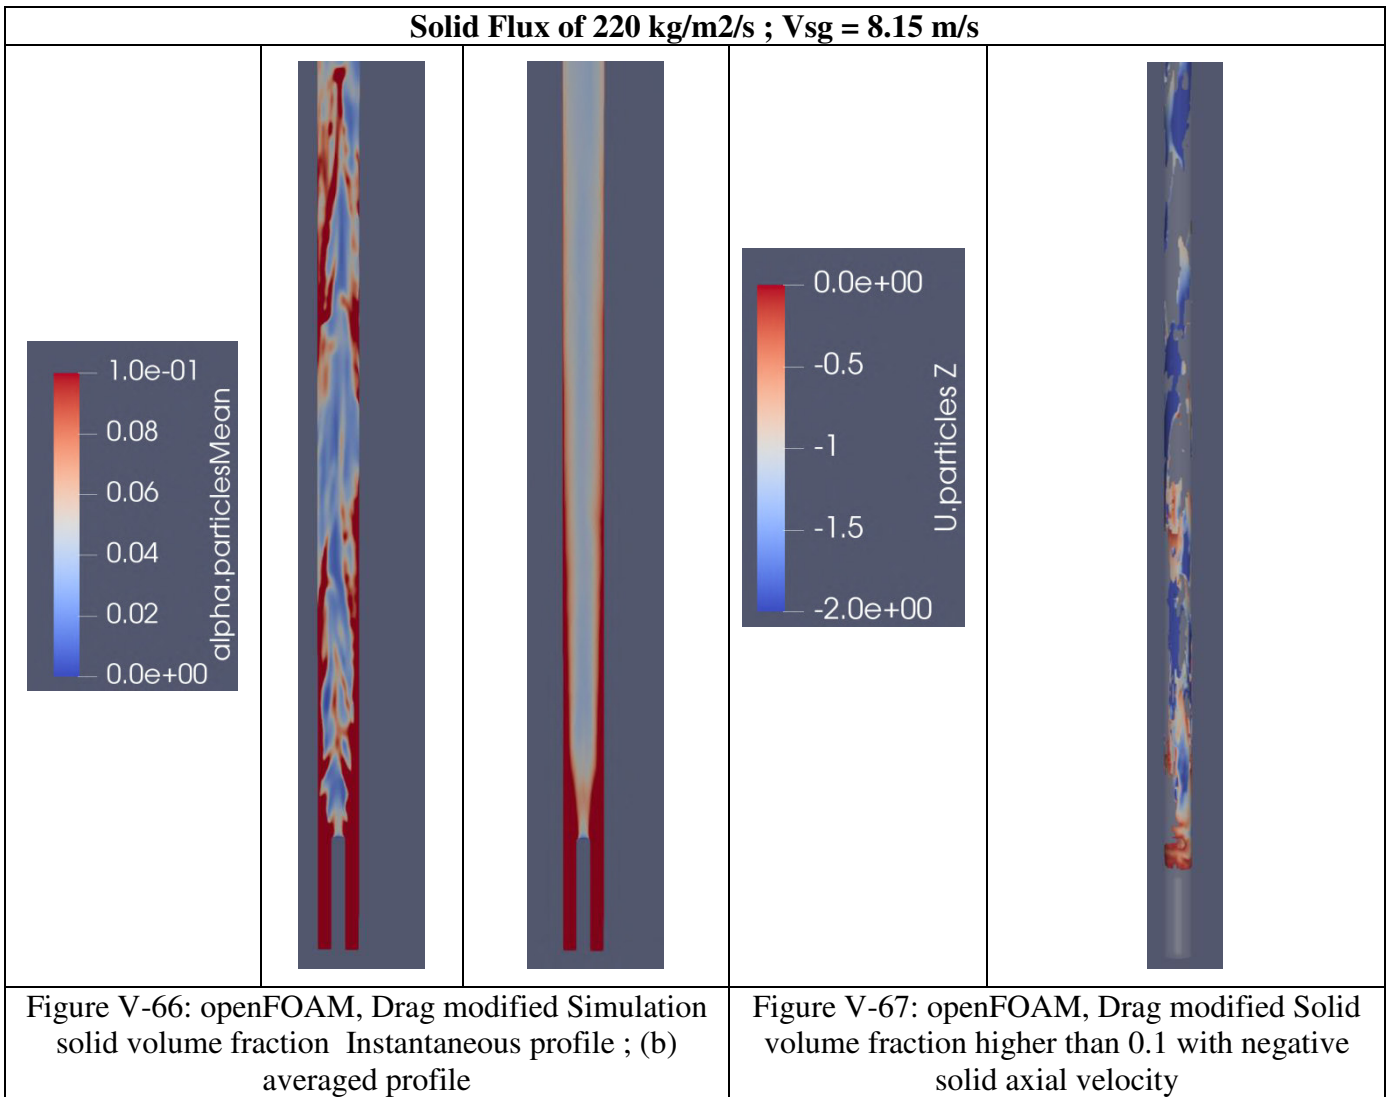 Solid Flux of 220 kg/m2/s ; Vsg = 8.15 m/s
1.0e-01
0.08
0.06
0.04
0.02
0.0e+00
alpha.particlesMean
0.0e+00
-0.5
-1
-1.5
-2.0e+00
U.particles Z
Figure V-66: openFOAM, Drag modified Simulation
solid volume fraction  Instantaneous profile ; (b)
averaged profile
Figure V-67: openFOAM, Drag modified Solid
volume fraction higher than 0.1 with negative
solid axial velocity